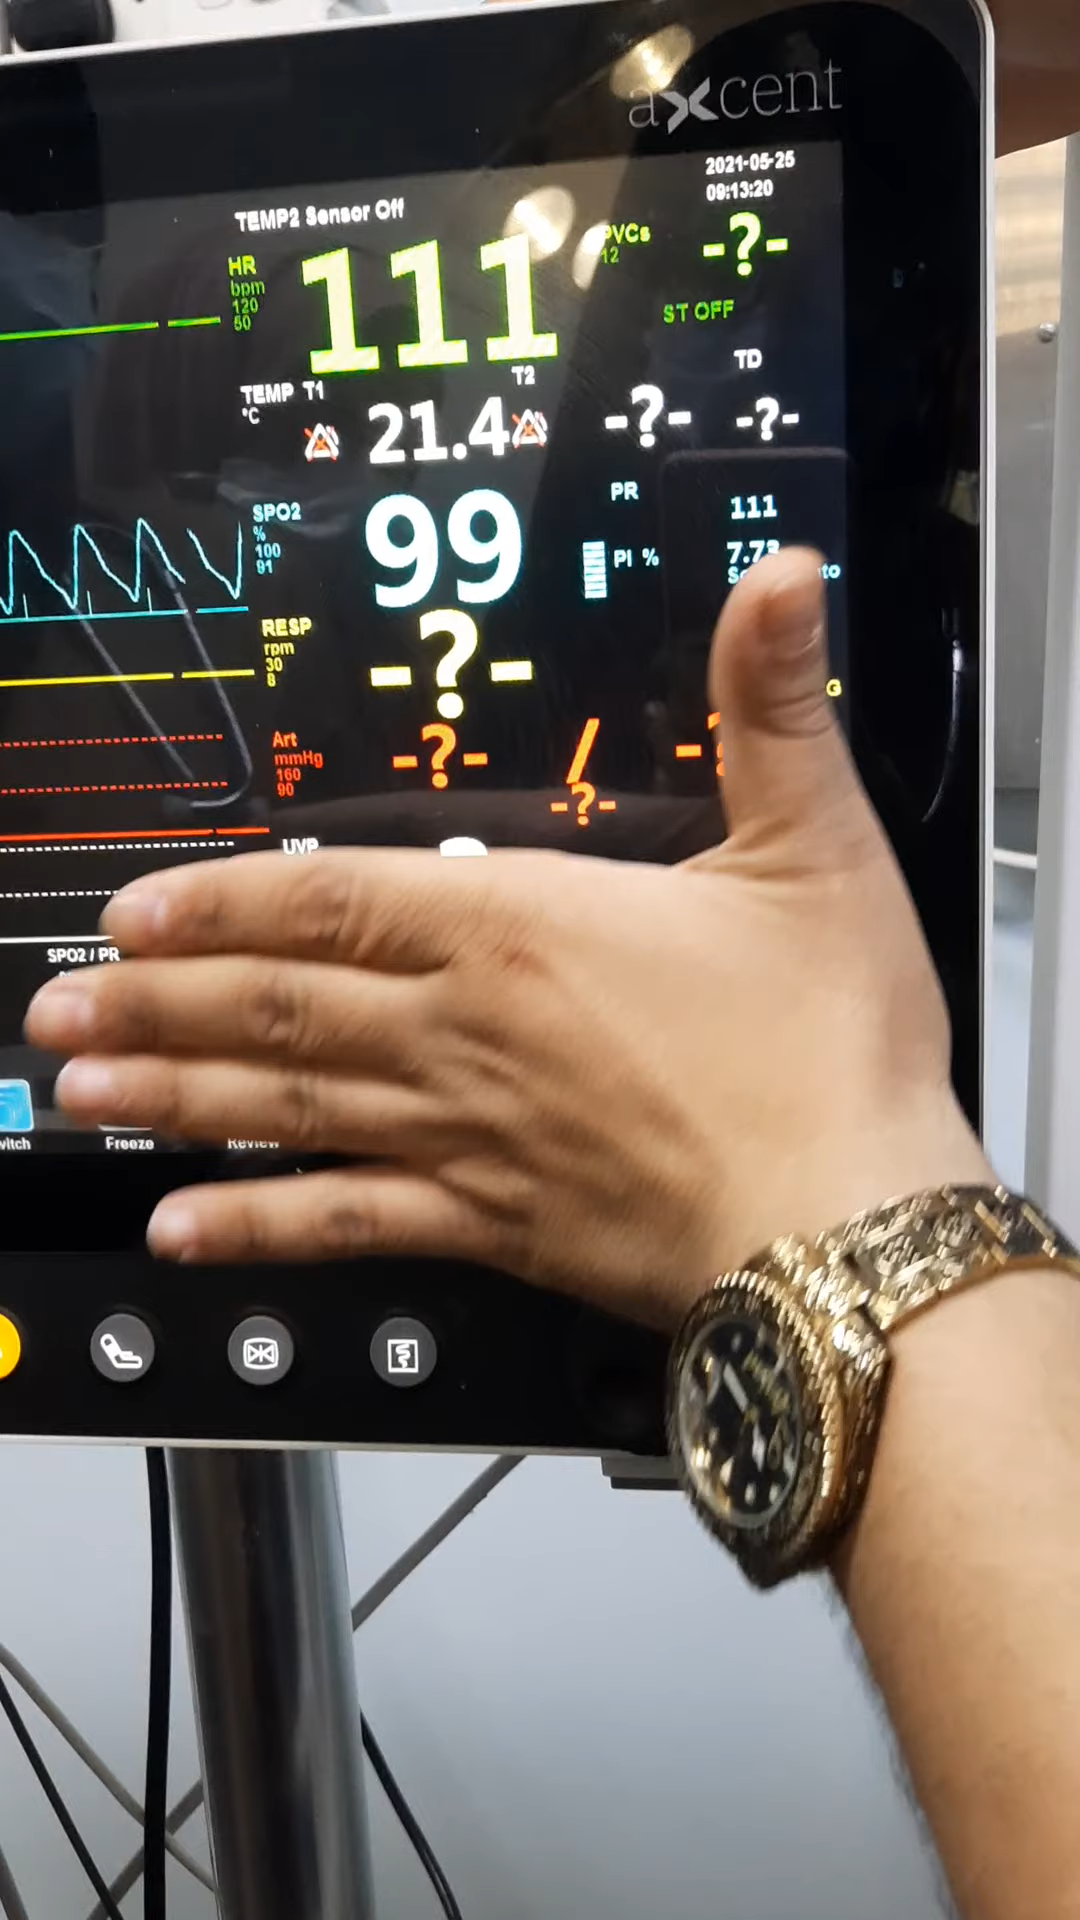 axcent
2021-05-25
09:13:20
TEMP2 Sensor Off
HR
bpm
120
50
111
PVCs
12
-?-
ST OFF
TEMP T1
°C
21.4
T2
-?-
TD
-?-
SPO2
%
100
91
99
PR
111
PI %
RESP
rpm
30
8
-?-
G
Art
mmHg
160
90
-?-
/
-?-
UVP
SPO2 / PR
Freeze
Review